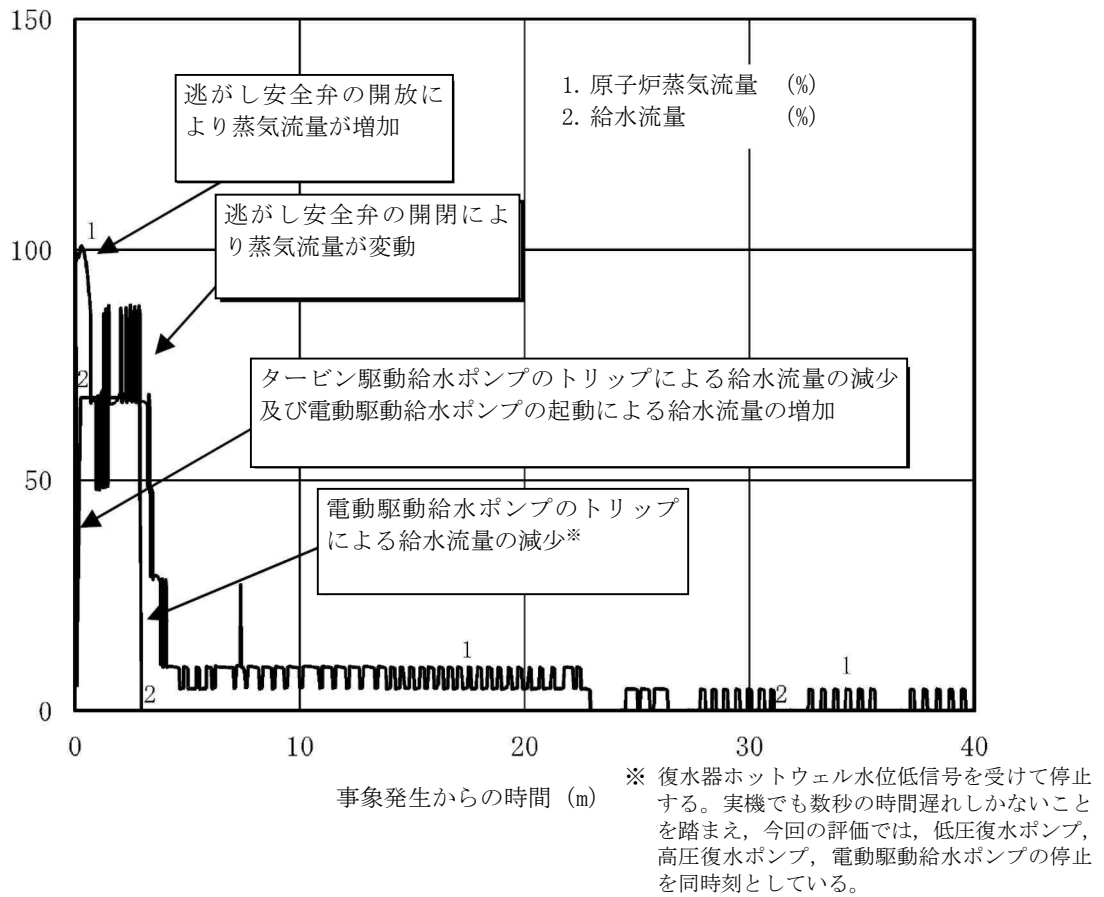 150
逃がし安全弁の開放に
より蒸気流量が増加
1. 原子炉蒸気流量 (%)
2. 給水流量 (%)
逃がし安全弁の開閉によ
り蒸気流量が変動
1
100
2
タービン駆動給水ポンプのトリップによる給水流量の減少
及び電動駆動給水ポンプの起動による給水流量の増加
50
電動駆動給水ポンプのトリップ
による給水流量の減少※
1
1
2
2
0
0
10
20
30
40
事象発生からの時間 (m)
※ 復水器ホットウェル水位低信号を受けて停止
する。実機でも数秒の時間遅れしかないこと
を踏まえ，今回の評価では，低圧復水ポンプ，
高圧復水ポンプ，電動駆動給水ポンプの停止
を同時刻としている。